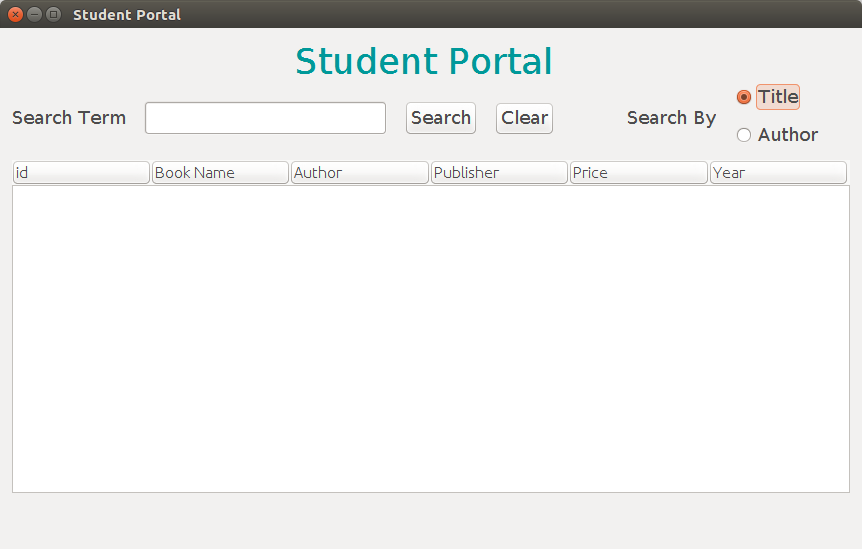 Student Portal
Student Portal
Search Term Search Clear Search By Title
Author
id Book Name Author Publisher Price Year